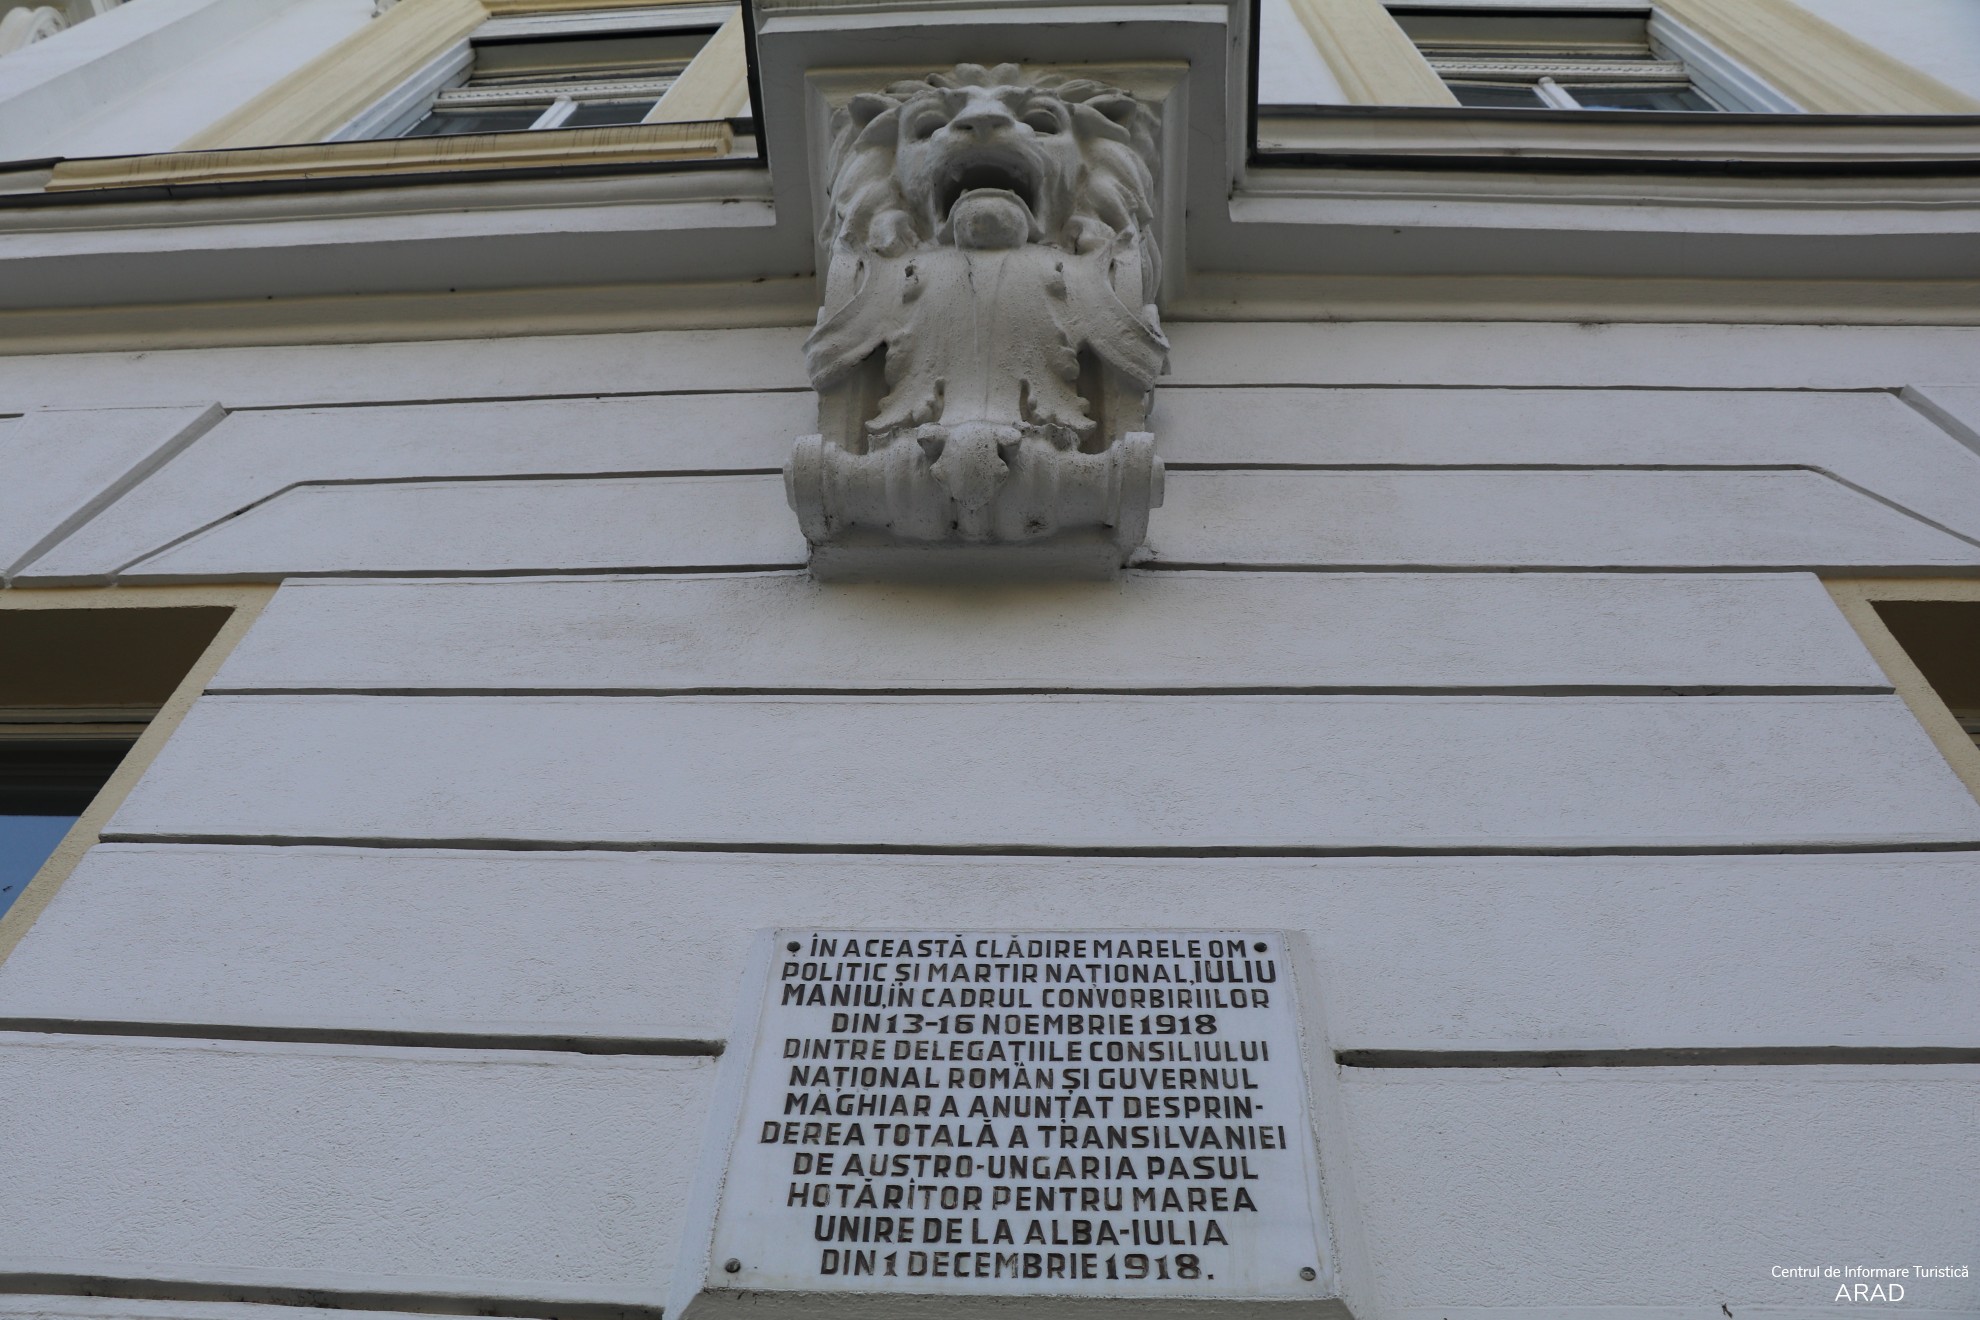 ÎN ACEASTĂ CLĂDIRE MARELE OM
POLITIC ȘI MARTIR NAȚIONAL, IULIU
MANIU, ÎN CADRUL CONVORBIRIILOR
DIN 13-16 NOEMBRIE 1918
DINTRE DELEGAȚIILE CONSILIULUI
NAȚIONAL ROMÂN ȘI GUVERNUL
MAGHIAR A ANUNȚAT DESPRIN-
DEREA TOTALĂ A TRANSILVANIEI
DE AUSTRO-UNGARIA PASUL
HOTĂRÎTOR PENTRU MAREA
UNIRE DE LA ALBA-IULIA
DIN 1 DECEMBRIE 1918.
Centrul de Informare Turistică
ARAD